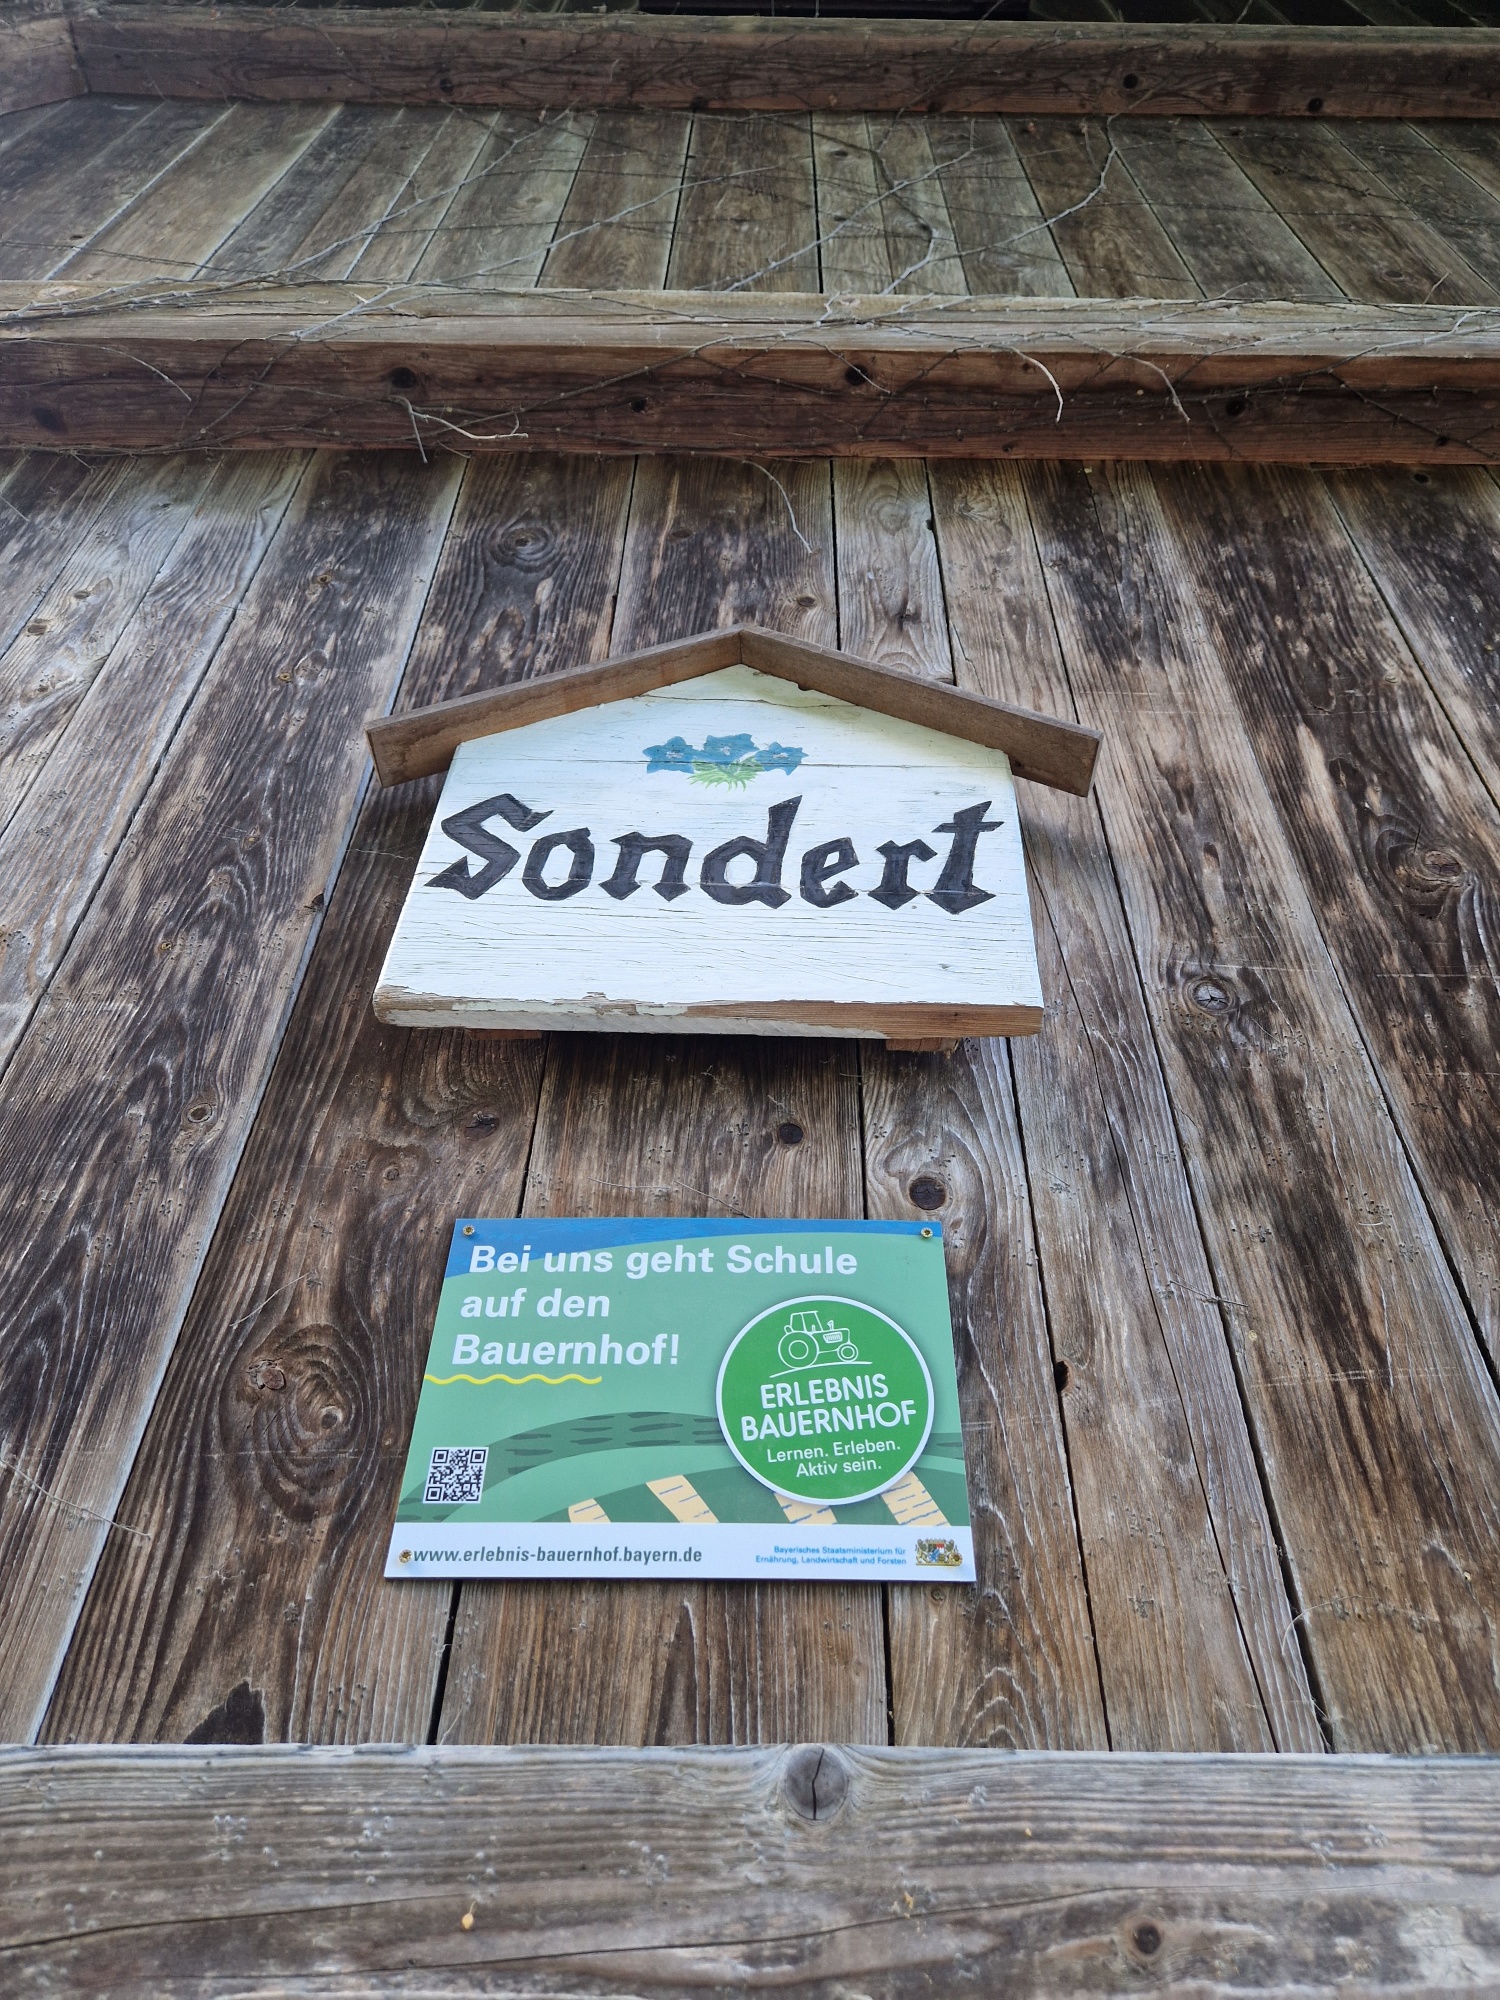 Sondert
Bei uns geht Schule
auf den
Bauernhof!
ERLEBNIS
BAUERNHOF
Lernen. Erleben.
Aktiv sein.
www.erlebnis-bauernhof.bayern.de
Bayerisches Staatsministerium für
Ernährung, Landwirtschaft und Forsten